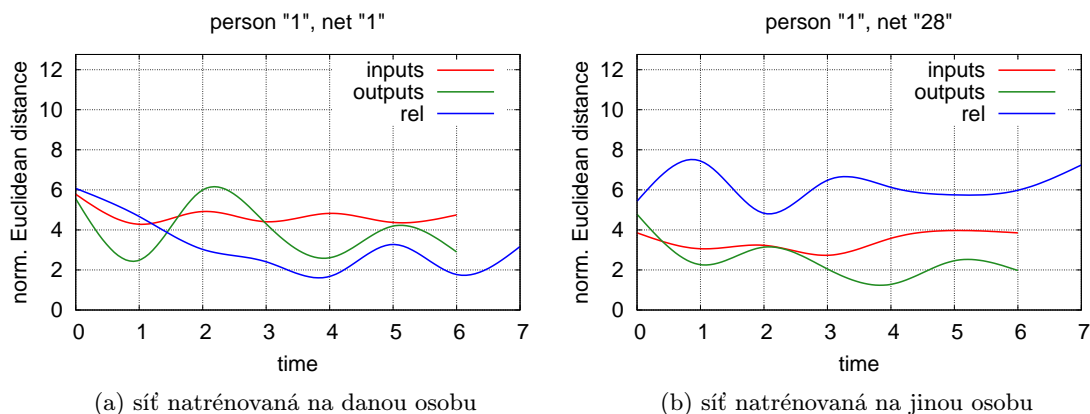 person "1", net "1"
norm. Euclidean distance
12
10
8
6
4
2
0
inputs
outputs
rel
0 1 2 3 4 5 6 7
time
(a) síť natrénovaná na danou osobu
person "1", net "28"
norm. Euclidean distance
12
10
8
6
4
2
0
inputs
outputs
rel
0 1 2 3 4 5 6 7
time
(b) síť natrénovaná na jinou osobu